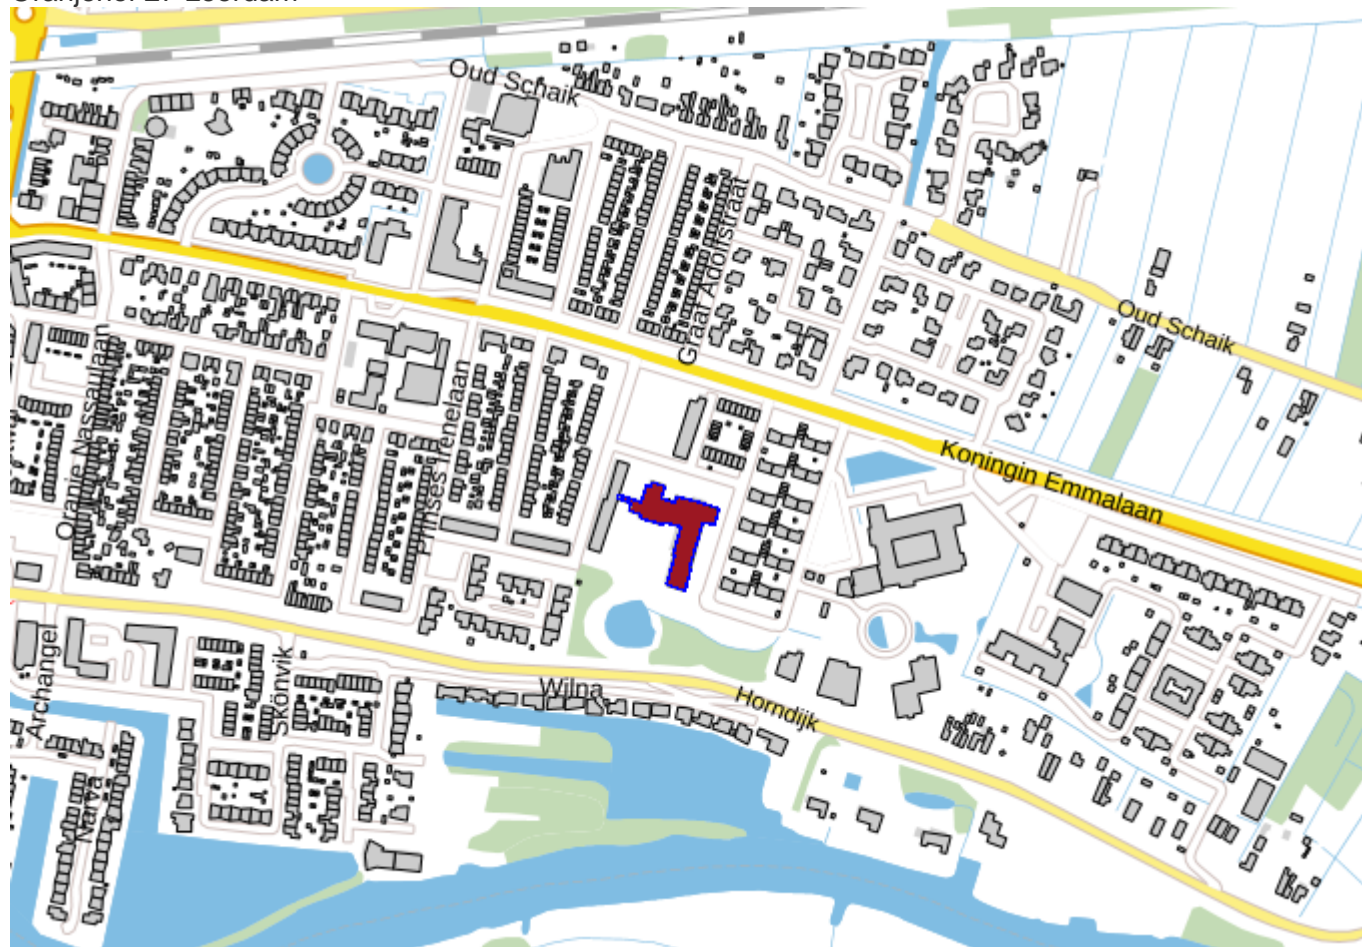 Oud Schaik
Graaf Adolfstraat
Oud Schaik
Oranje Nassaulaan
Prinses Irenelaan
Koningin Emmalaan
Archangel
Skönvik
Wilna
Horndijk
Narva